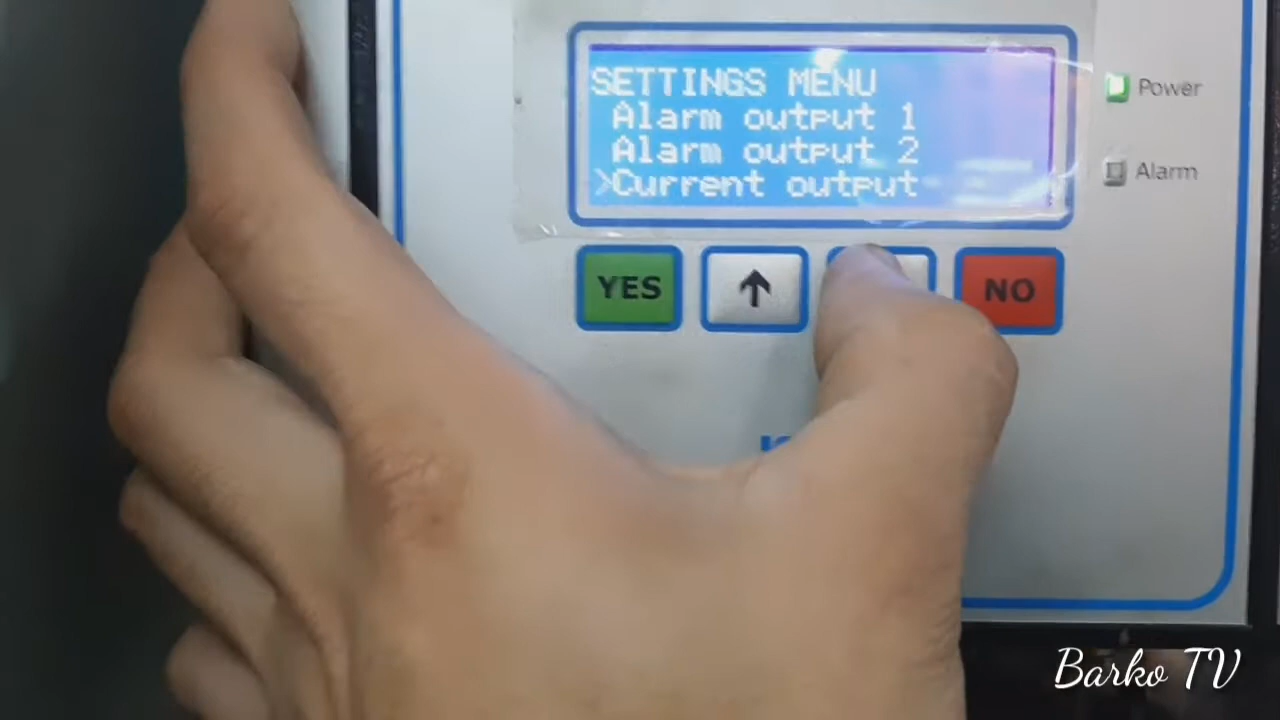 SETTINGS MENU
Alarm output 1
Alarm output 2
>Current output
Power
Alarm
YES
↑
NO
Barko TV